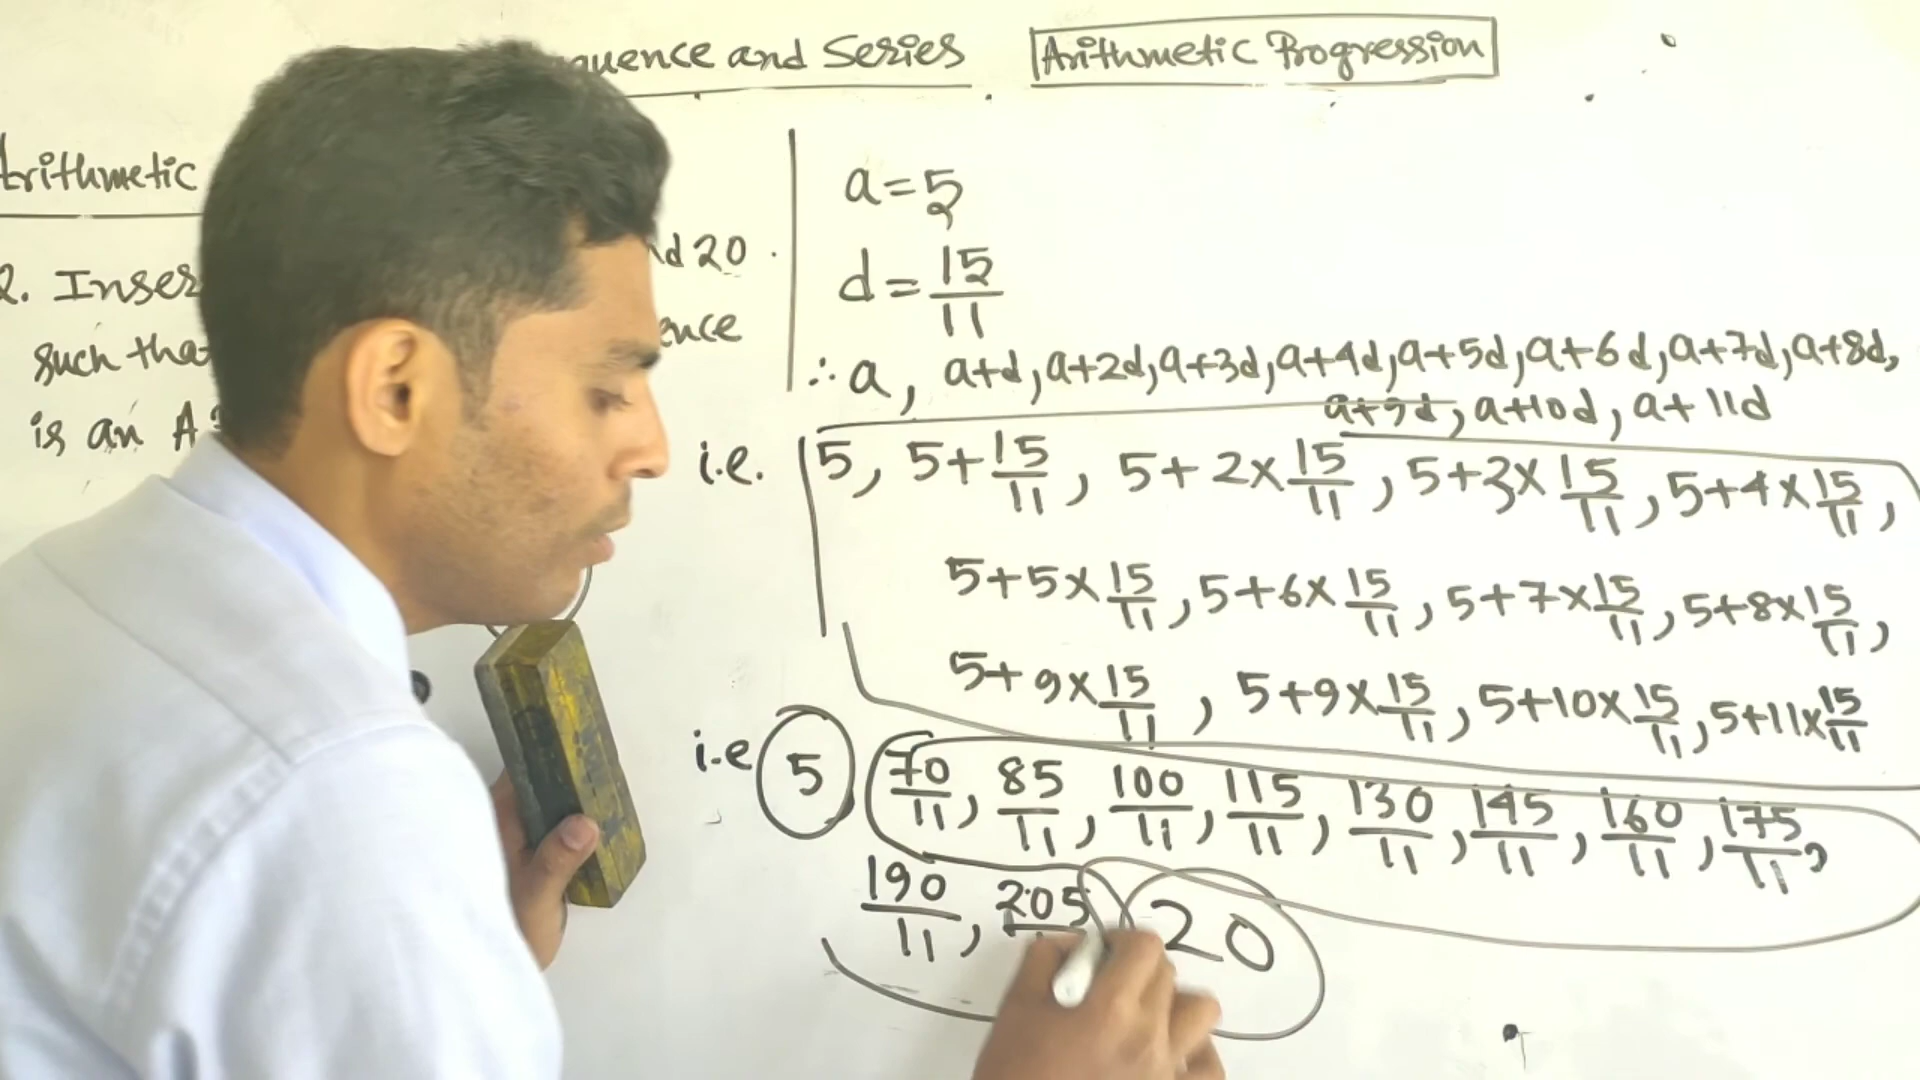 and Series Arithmetic Progression
Arithmetic
Q. Inser d 20
such tha ence
is an A
a = 5
d = 15/11
∴ a, a+d, a+2d, a+3d, a+4d, a+5d, a+6d, a+7d, a+8d,
a+9d, a+10d, a+11d
i.e. 5, 5+15/11, 5+2×15/11, 5+3×15/11, 5+4×15/11,
5+5×15/11, 5+6×15/11, 5+7×15/11, 5+8×15/11,
5+9×15/11, 5+9×15/11, 5+10×15/11, 5+11×15/11
i.e 5 70/11, 85/11, 100/11, 115/11, 130/11, 145/11, 160/11, 175/11,
190/11, 205 20